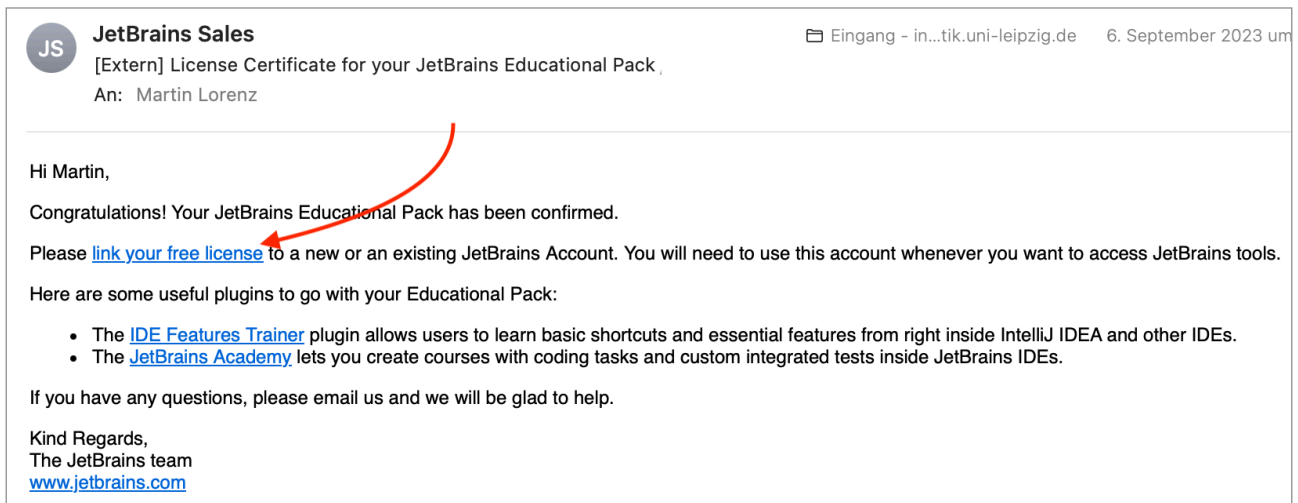 JS
JetBrains Sales
Eingang - in...tik.uni-leipzig.de 6. September 2023 um
[Extern] License Certificate for your JetBrains Educational Pack
An: Martin Lorenz
Hi Martin,
Congratulations! Your JetBrains Educational Pack has been confirmed.
Please link your free license to a new or an existing JetBrains Account. You will need to use this account whenever you want to access JetBrains tools.
Here are some useful plugins to go with your Educational Pack:
• The IDE Features Trainer plugin allows users to learn basic shortcuts and essential features from right inside IntelliJ IDEA and other IDEs.
• The JetBrains Academy lets you create courses with coding tasks and custom integrated tests inside JetBrains IDEs.
If you have any questions, please email us and we will be glad to help.
Kind Regards,
The JetBrains team
www.jetbrains.com